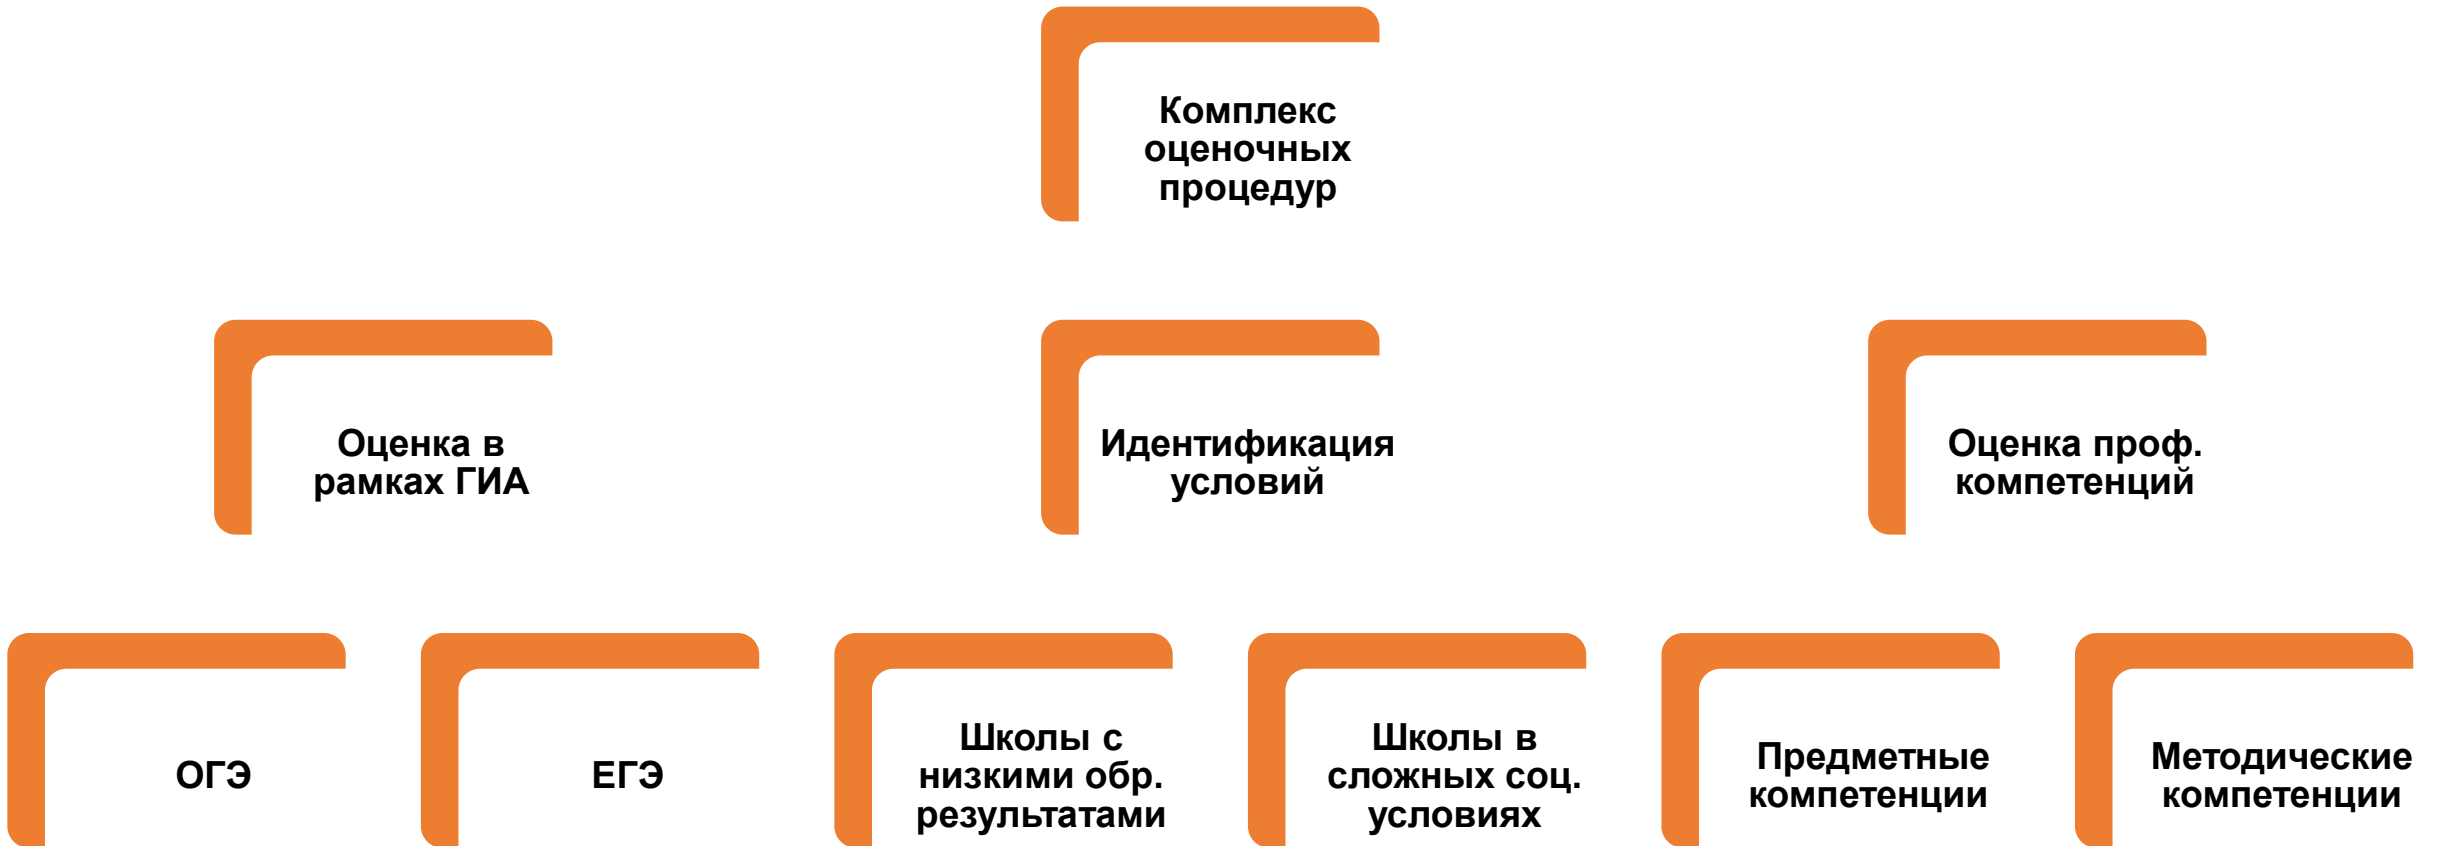 Комплекс
оценочных
процедур
Оценка в
рамках ГИА
Идентификация
условий
Оценка проф.
компетенций
ОГЭ
ЕГЭ
Школы с
низкими обр.
результатами
Школы в
сложных соц.
условиях
Предметные
компетенции
Методические
компетенции